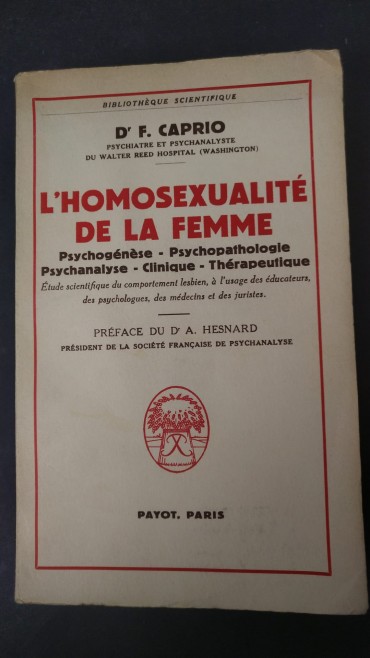 BIBLIOTHÈQUE SCIENTIFIQUE
Dr F. CAPRIO
PSYCHIATRE ET PSYCHANALYSTE
DU WALTER REED HOSPITAL (WASHINGTON)
L'HOMOSEXUALITÉ
DE LA FEMME
Psychogénèse - Psychopathologie
Psychanalyse - Clinique - Thérapeutique
Étude scientifique du comportement lesbien, à l'usage des éducateurs,
des psychologues, des médecins et des juristes.
PRÉFACE DU Dr A. HESNARD
PRÉSIDENT DE LA SOCIÉTÉ FRANÇAISE DE PSYCHANALYSE
PAYOT, PARIS